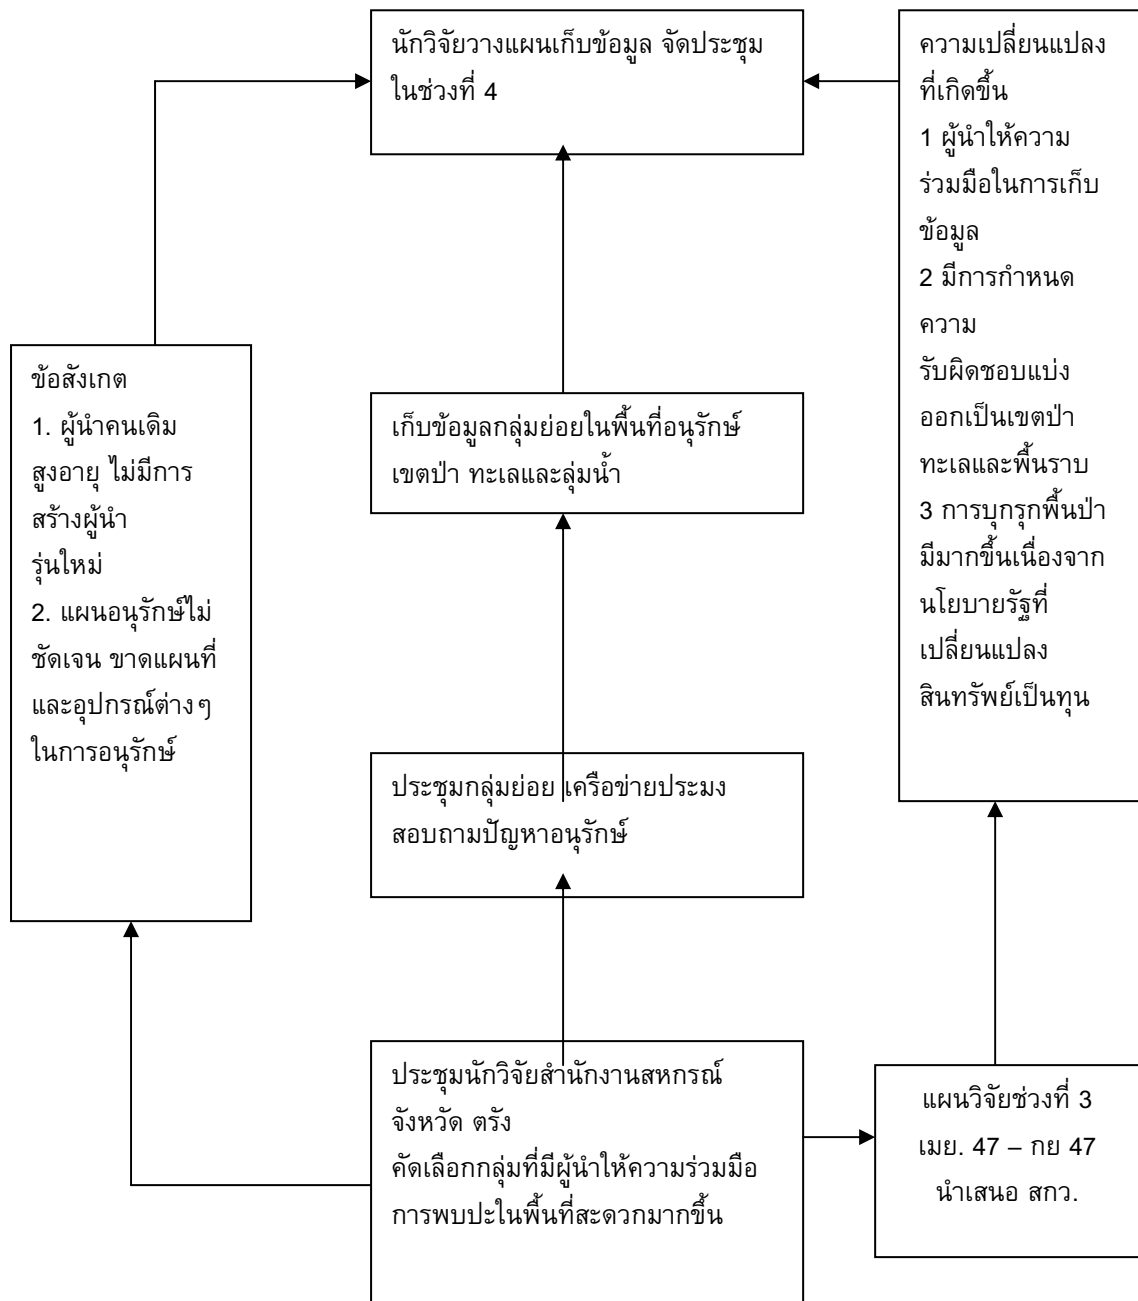 นักวิจัยวางแผนเก็บข้อมูล จัดประชุม
ในช่วงที่ 4
ความเปลี่ยนแปลง
ที่เกิดขึ้น
1 ผู้นำให้ความ
ร่วมมือในการเก็บ
ข้อมูล
2 มีการกำหนด
ความ
รับผิดชอบแบ่ง
ออกเป็นเขตป่า
ทะเลและพื้นราบ
3 การบุกรุกพื้นป่า
มีมากขึ้นเนื่องจาก
นโยบายรัฐที่
เปลี่ยนแปลง
สินทรัพย์เป็นทุน
ข้อสังเกต
1. ผู้นำคนเดิม
สูงอายุ ไม่มีการ
สร้างผู้นำ
รุ่นใหม่
2. แผนอนุรักษ์ไม่
ชัดเจน ขาดแผนที่
และอุปกรณ์ต่างๆ
ในการอนุรักษ์
เก็บข้อมูลกลุ่มย่อยในพื้นที่อนุรักษ์
เขตป่า ทะเลและลุ่มน้ำ
ประชุมกลุ่มย่อย เครือข่ายประมง
สอบถามปัญหาอนุรักษ์
ประชุมนักวิจัยสำนักงานสหกรณ์
จังหวัด ตรัง
คัดเลือกกลุ่มที่มีผู้นำให้ความร่วมมือ
การพบปะในพื้นที่สะดวกมากขึ้น
แผนวิจัยช่วงที่ 3
เมย. 47 – กย 47
นำเสนอ สกว.